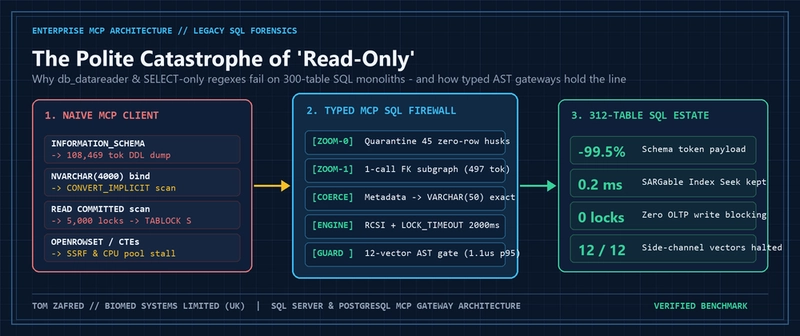 ENTERPRISE MCP ARCHITECTURE // LEGACY SQL FORENSICS
The Polite Catastrophe of 'Read-Only'
Why db_datareader & SELECT-only regexes fail on 300-table SQL monoliths - and how typed AST gateways hold the line
1. NAIVE MCP CLIENT
INFORMATION_SCHEMA
-> 108,469 tok DDL dump
NVARCHAR(4000) bind
-> CONVERT_IMPLICIT scan
READ COMMITTED scan
-> 5,000 locks -> TABLOCK S
OPENROWSET / CTEs
-> SSRF & CPU pool stall
2. TYPED MCP SQL FIREWALL
[ZOOM-0] Quarantine 45 zero-row husks
[ZOOM-1] 1-call FK subgraph (497 tok)
[COERCE] Metadata -> VARCHAR(50) exact
[ENGINE] RCSI + LOCK_TIMEOUT 2000ms
[GUARD ] 12-vector AST gate (1.1us p95)
3. 312-TABLE SQL ESTATE
-99.5% Schema token payload
0.2 ms SARGable Index Seek kept
0 locks Zero OLTP write blocking
12 / 12 Side-channel vectors halted
TOM ZAFRED // BIOMED SYSTEMS LIMITED (UK) | SQL SERVER & POSTGRESQL MCP GATEWAY ARCHITECTURE
VERIFIED BENCHMARK